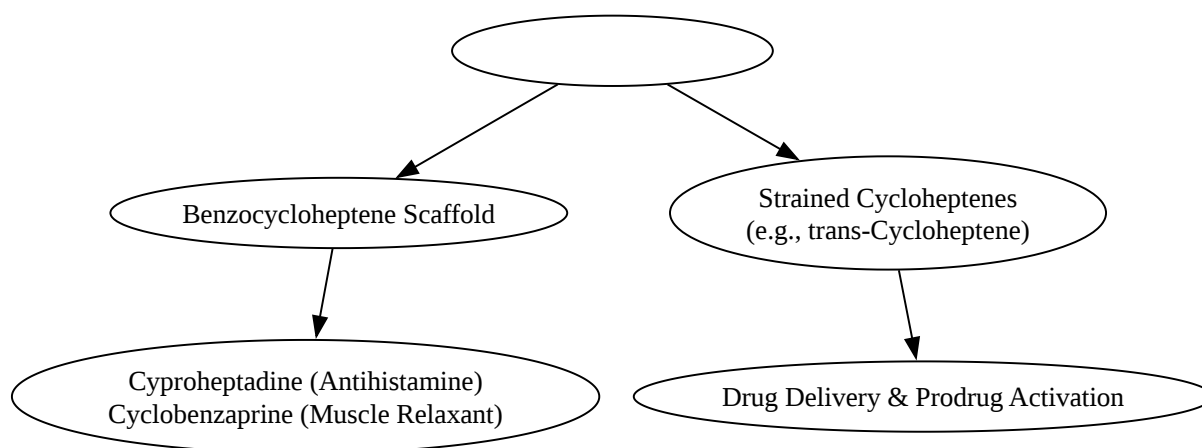 Benzocycloheptene Scaffold
Strained Cycloheptenes
(e.g., trans-Cycloheptene)
Cyproheptadine (Antihistamine)
Cyclobenzaprine (Muscle Relaxant)
Drug Delivery & Prodrug Activation